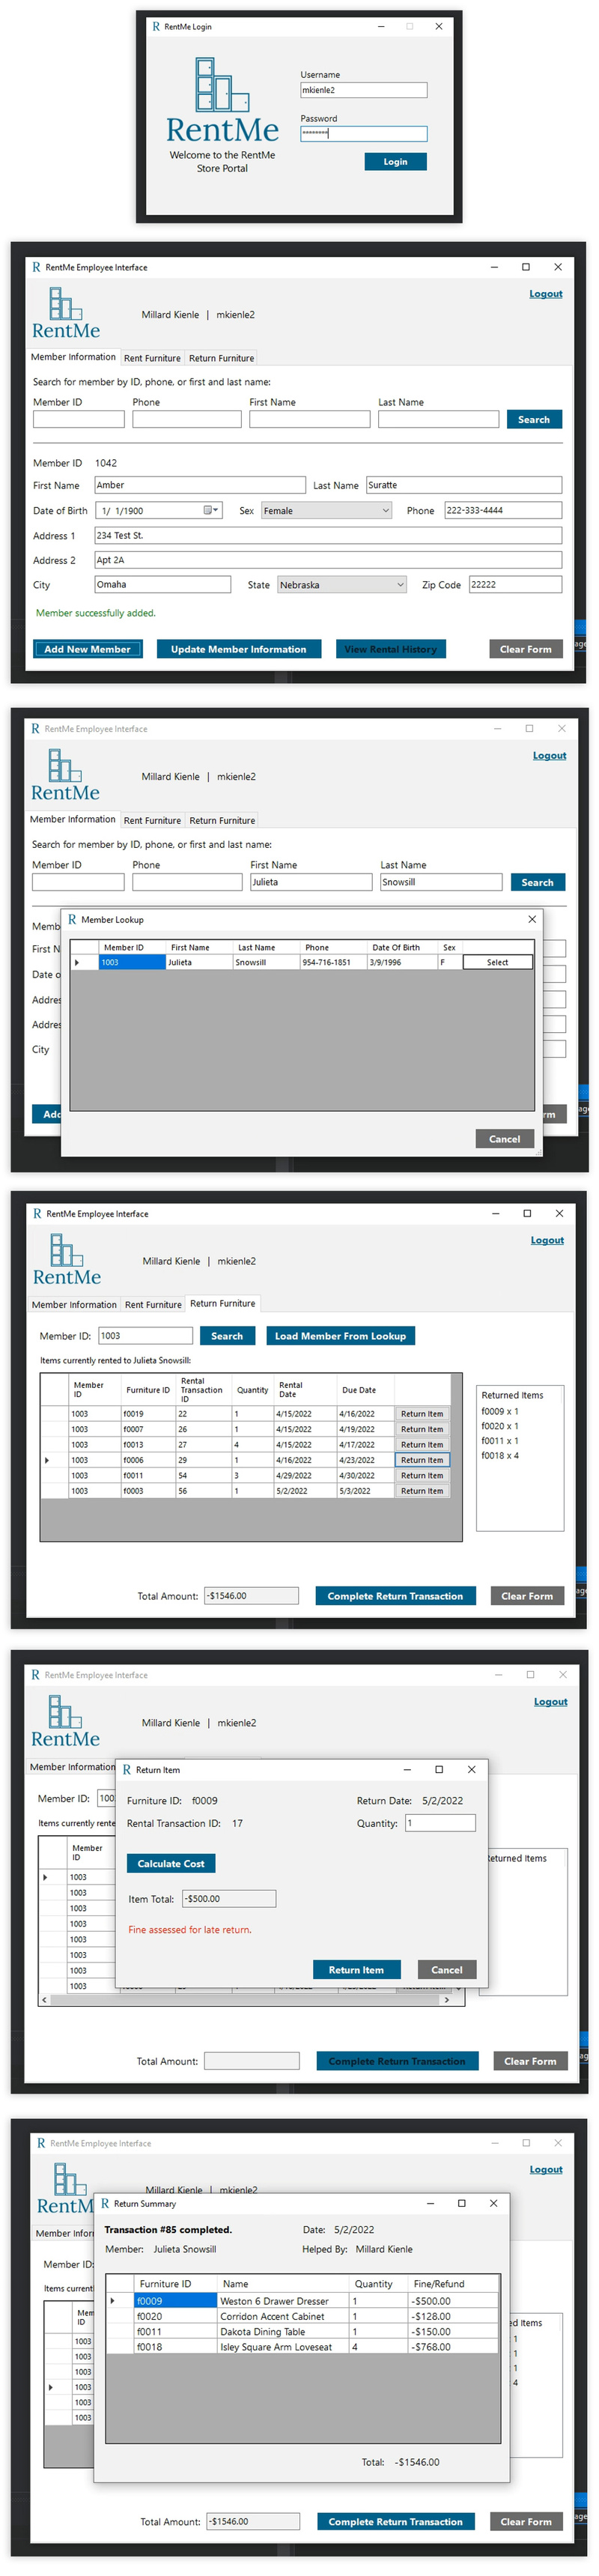 R RentMe Login
Username
mkienle2
Password
********
RentMe
Welcome to the RentMe
Store Portal
Login
R RentMe Employee Interface
Logout
Millard Kienle | mkienle2
RentMe
Member Information Rent Furniture Return Furniture
Search for member by ID, phone, or first and last name:
Member ID Phone First Name Last Name
Search
Member ID 1042
First Name Amber Last Name Suratte
Date of Birth 1/ 1/1900 Sex Female Phone 222-333-4444
Address 1 234 Test St.
Address 2 Apt 2A
City Omaha State Nebraska Zip Code 22222
Member successfully added.
Add New Member Update Member Information View Rental History Clear Form
age
R RentMe Employee Interface
Logout
Millard Kienle | mkienle2
RentMe
Member Information Rent Furniture Return Furniture
Search for member by ID, phone, or first and last name:
Member ID Phone First Name Last Name
Julieta Snowsill Search
Memb
R Member Lookup
First N
Member ID First Name Last Name Phone Date Of Birth Sex
1003 Julieta Snowsill 954-716-1851 3/9/1996 F Select
Date o
Addres
Addres
City
Add
rm
ag
Cancel
R RentMe Employee Interface
Logout
Millard Kienle | mkienle2
RentMe
Member Information Rent Furniture Return Furniture
Member ID: 1003 Search Load Member From Lookup
Items currently rented to Julieta Snowsill:
Member ID Furniture ID Rental Transaction ID Quantity Rental Date Due Date
1003 f0019 22 1 4/15/2022 4/16/2022 Return Item
1003 f0007 26 1 4/15/2022 4/19/2022 Return Item
1003 f0013 27 4 4/15/2022 4/17/2022 Return Item
1003 f0006 29 1 4/16/2022 4/23/2022 Return Item
1003 f0011 54 3 4/29/2022 4/30/2022 Return Item
1003 f0003 56 1 5/2/2022 5/3/2022 Return Item
Returned Items
f0009 x 1
f0020 x 1
f0011 x 1
f0018 x 4
Total Amount: -$1546.00 Complete Return Transaction Clear Form
age
R RentMe Employee Interface
Logout
Millard Kienle | mkienle2
RentMe
Member Information
Member ID: 100
Items currently rente
Member ID
1003
1003
1003
1003
1003
1003
1003
1003
R Return Item
Furniture ID: f0009 Return Date: 5/2/2022
Rental Transaction ID: 17 Quantity: 1
Calculate Cost
Item Total: -$500.00
Fine assessed for late return.
Return Item Cancel
eturned Items
Total Amount: Complete Return Transaction Clear Form
ag
R RentMe Employee Interface
Logout
Millard Kienle | mkienle2
RentM
Member Infor
Member ID:
Items current
Mem
ID
1003
1003
1003
1003
1003
1003
R Return Summary
Transaction #85 completed. Date: 5/2/2022
Member: Julieta Snowsill Helped By: Millard Kienle
Furniture ID Name Quantity Fine/Refund
f0009 Weston 6 Drawer Dresser 1 -$500.00
f0020 Corridon Accent Cabinet 1 -$128.00
f0011 Dakota Dining Table 1 -$150.00
f0018 Isley Square Arm Loveseat 4 -$768.00
Total: -$1546.00
ed Items
1
1
1
4
Total Amount: -$1546.00 Complete Return Transaction Clear Form
age